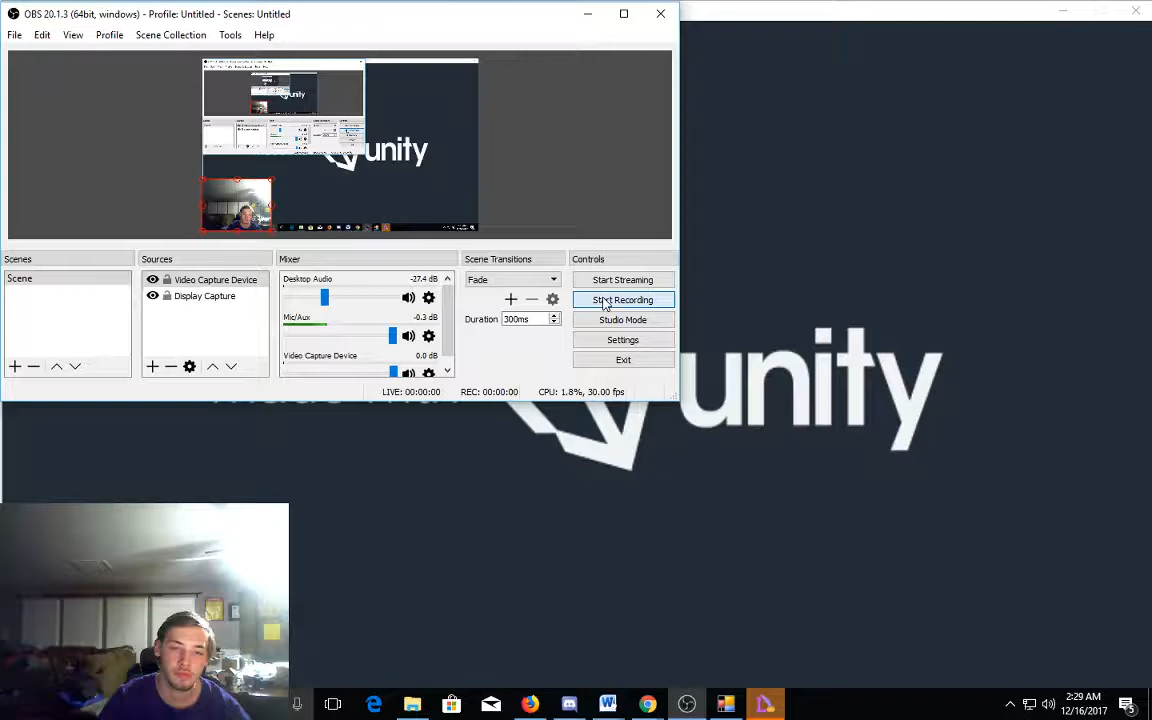 OBS 20.1.3 (64bit, windows) - Profile: Untitled - Scenes: Untitled
File Edit View Profile Scene Collection Tools Help
unity
Scenes
Sources
Mixer
Scene Transitions
Controls
Scene
Video Capture Device
Display Capture
Desktop Audio -27.4 dB
Mic/Aux -0.3 dB
Video Capture Device 0.0 dB
Fade
Duration 300ms
Start Streaming
Start Recording
Studio Mode
Settings
Exit
LIVE: 00:00:00 REC: 00:00:00 CPU: 1.8%, 30.00 fps
unity
2:29 AM
12/16/2017
5